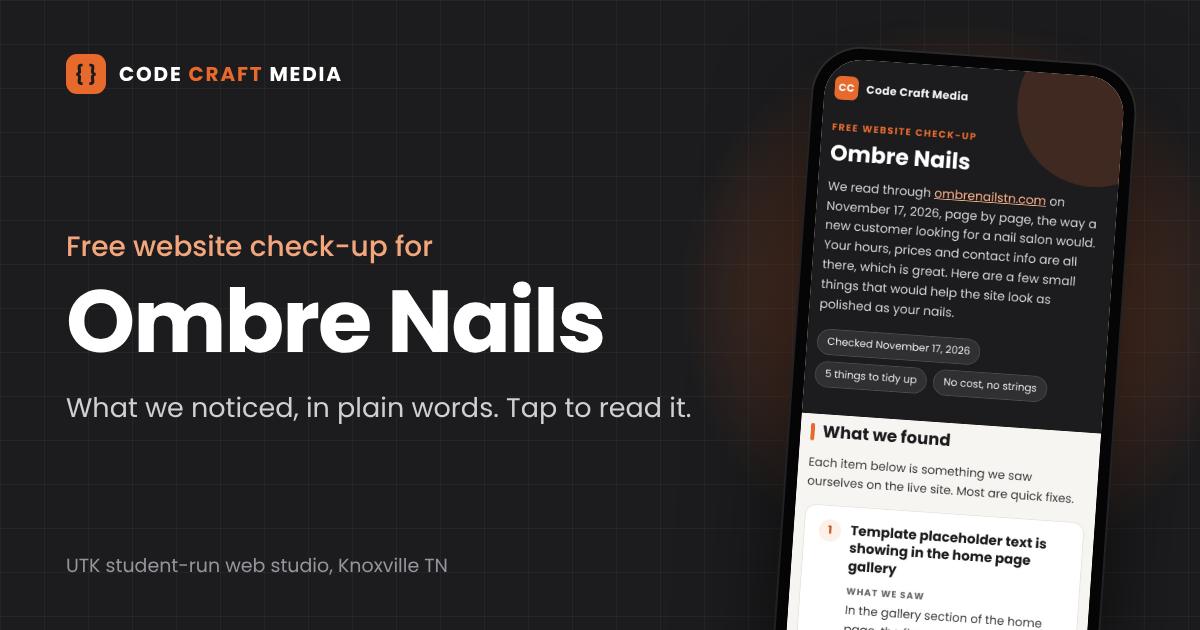 { } CODE CRAFT MEDIA
Free website check-up for
Ombre Nails
What we noticed, in plain words. Tap to read it.
UTK student-run web studio, Knoxville TN
CC Code Craft Media
FREE WEBSITE CHECK-UP
Ombre Nails
We read through ombrenailstn.com on
November 17, 2026, page by page, the way a
new customer looking for a nail salon would.
Your hours, prices and contact info are all
there, which is great. Here are a few small
things that would help the site look as
polished as your nails.
Checked November 17, 2026
5 things to tidy up No cost, no strings
What we found
Each item below is something we saw
ourselves on the live site. Most are quick fixes.
1 Template placeholder text is
showing in the home page
gallery
WHAT WE SAW
In the gallery section of the home